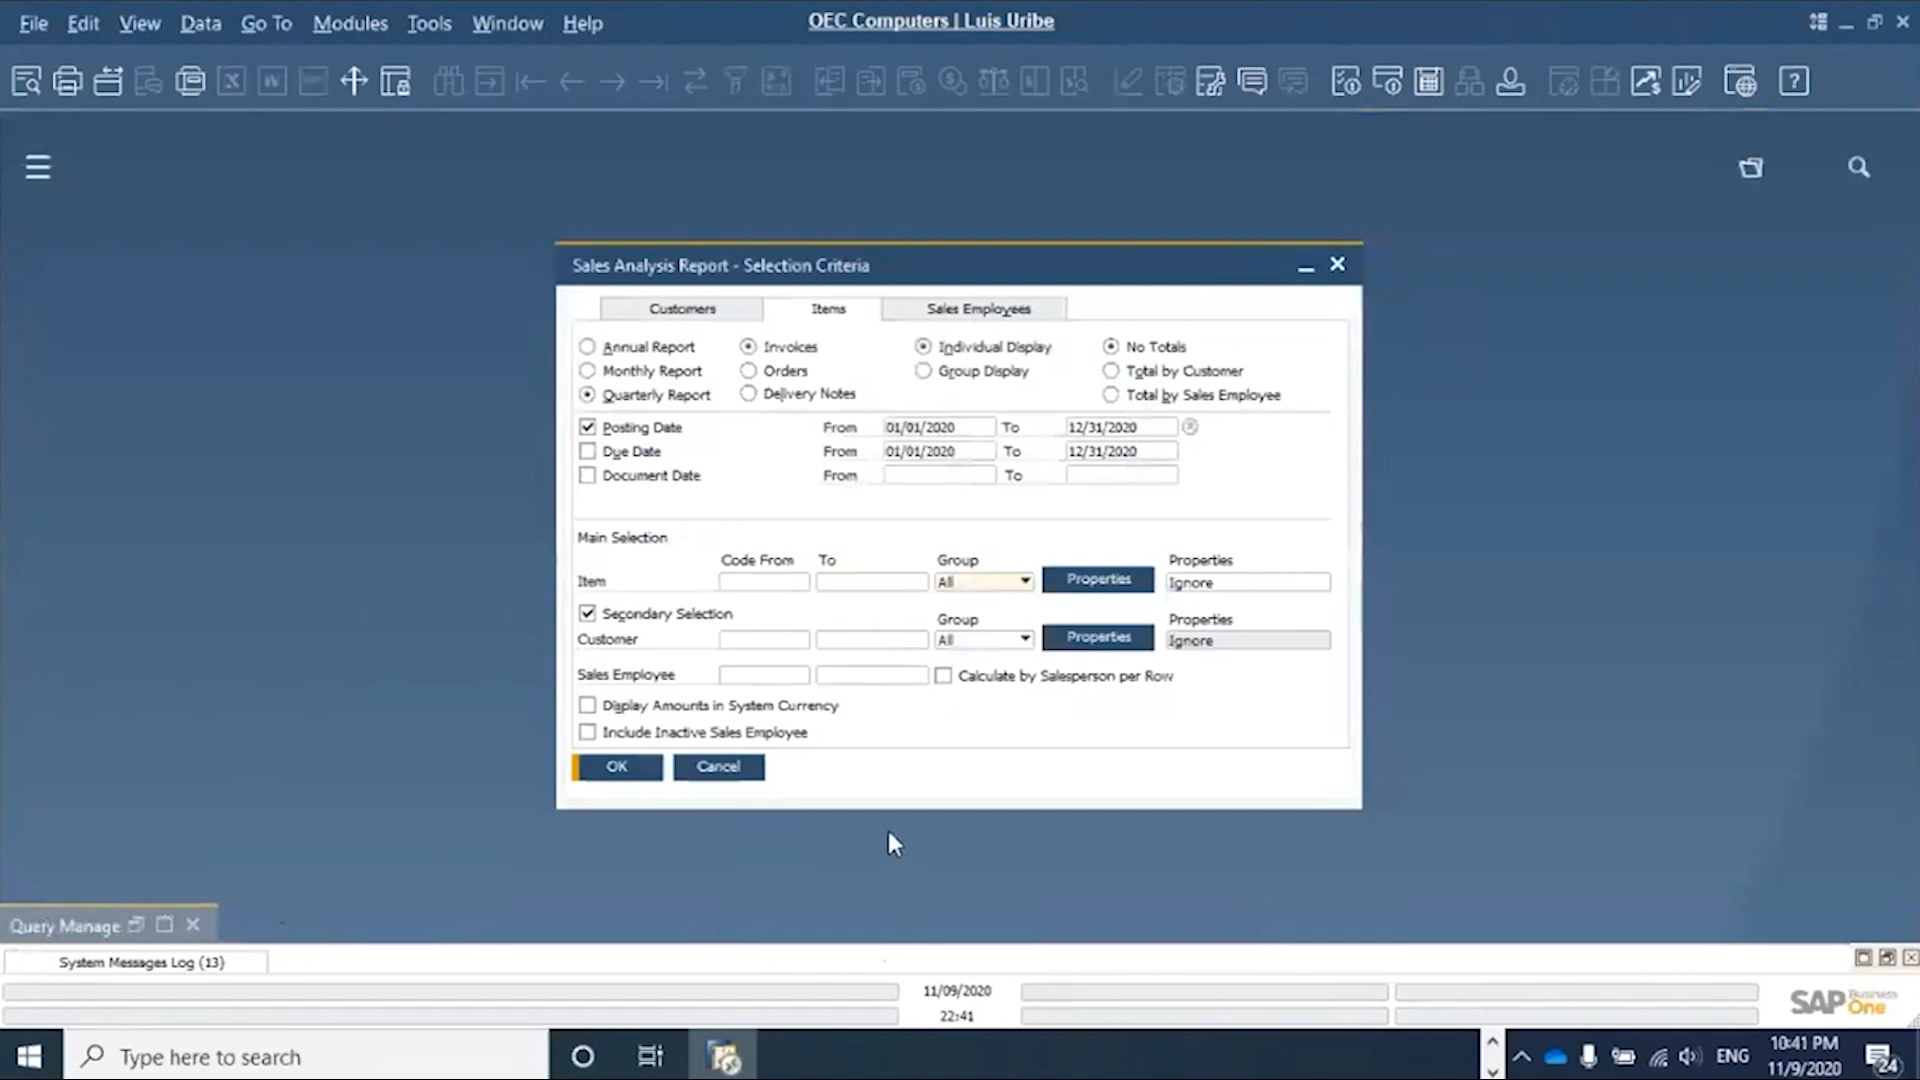 File Edit View Data Go To Modules Tools Window Help
OEC Computers | Luis Uribe
Sales Analysis Report - Selection Criteria
Customers Items Sales Employees
Annual Report Invoices Individual Display No Totals
Monthly Report Orders Group Display Total by Customer
Quarterly Report Delivery Notes Total by Sales Employee
Posting Date From 01/01/2020 To 12/31/2020
Due Date From 01/01/2020 To 12/31/2020
Document Date From To
Main Selection
Code From To Group Properties
Item All Properties Ignore
Secondary Selection Group Properties
Customer All Properties Ignore
Sales Employee Calculate by Salesperson per Row
Display Amounts in System Currency
Include Inactive Sales Employee
OK Cancel
Query Manage
System Messages Log (13)
11/09/2020
22:41
SAP Business One
Type here to search
ENG
10:41 PM
11/9/2020
24